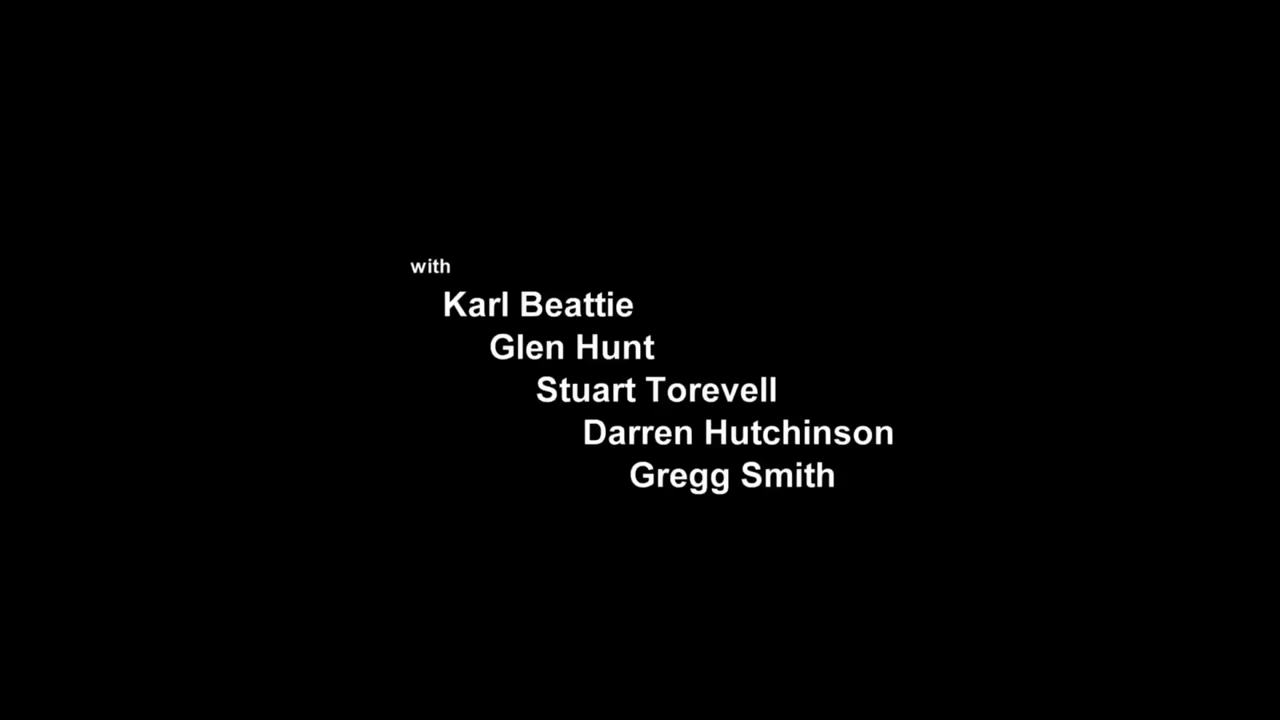 with
Karl Beattie
Glen Hunt
Stuart Torevell
Darren Hutchinson
Gregg Smith